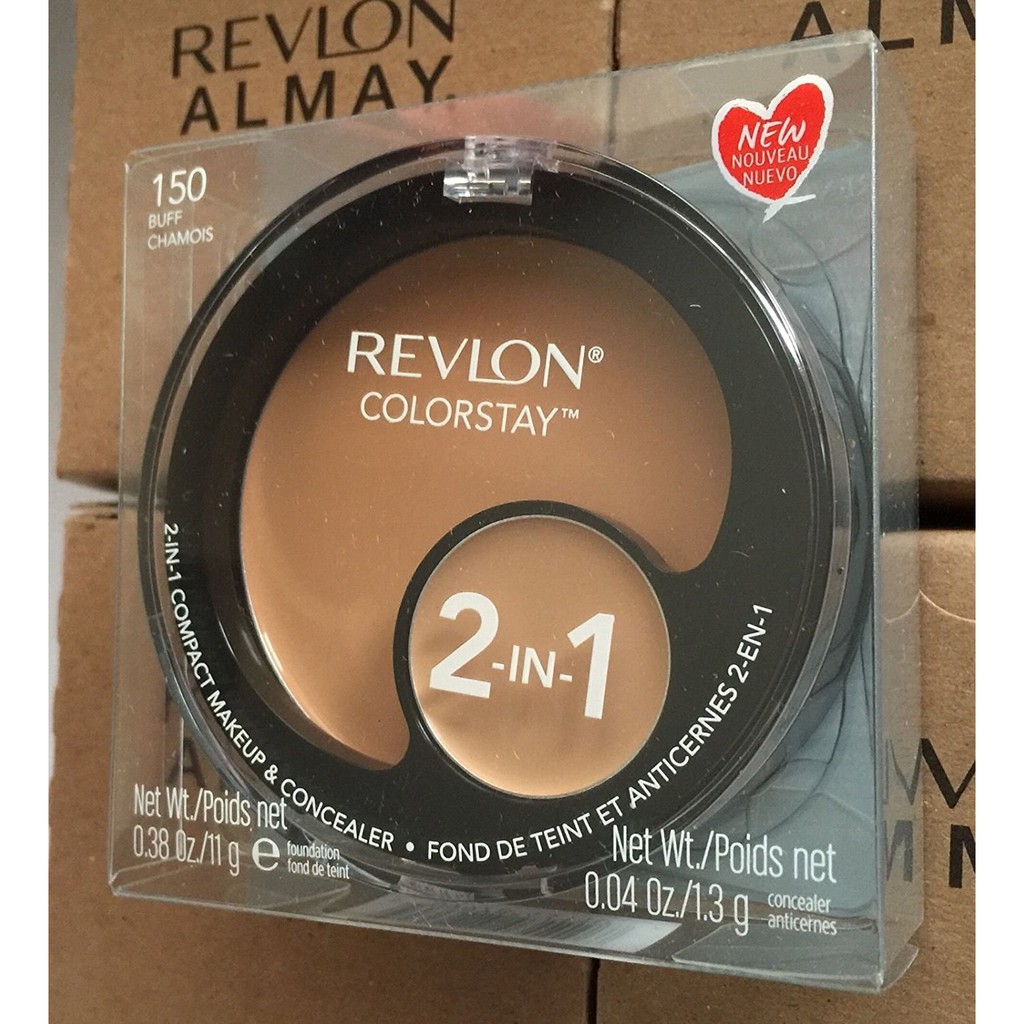 REVLON
ALMAY.
ALM
150
BUFF
CHAMOIS
NEW
NOUVEAU
NUEVO
REVLON®
COLORSTAY™
2-IN-1
2-IN-1 COMPACT MAKEUP & CONCEALER • FOND DE TEINT ET ANTICERNES 2-EN-1
Net Wt./Poids net
0.38 Oz./11 g e foundation
fond de teint
Net Wt./Poids net
0.04 Oz./1.3 g concealer
anticernes